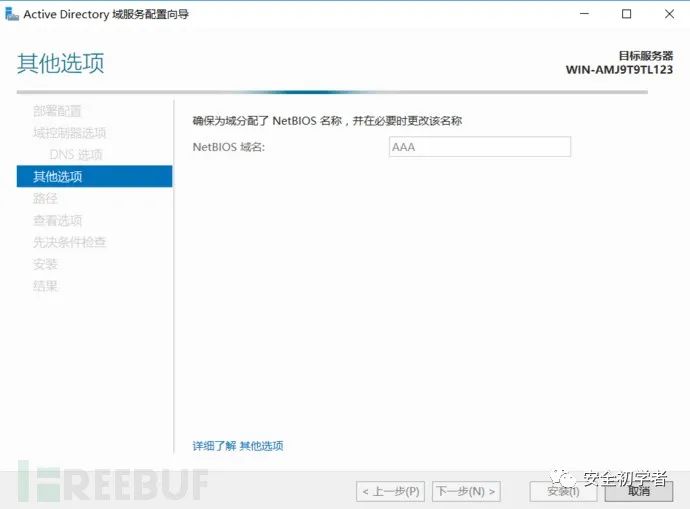 Active Directory 域服务配置向导
其他选项
目标服务器
WIN-AMJ9T9TL123
部署配置
域控制器选项
DNS 选项
其他选项
路径
查看选项
先决条件检查
安装
结果
确保为域分配了 NetBIOS 名称，并在必要时更改该名称
NetBIOS 域名:
AAA
详细了解 其他选项
< 上一步(P)
下一步(N) >
安装(I)
取消
FREEBUF
安全初学者